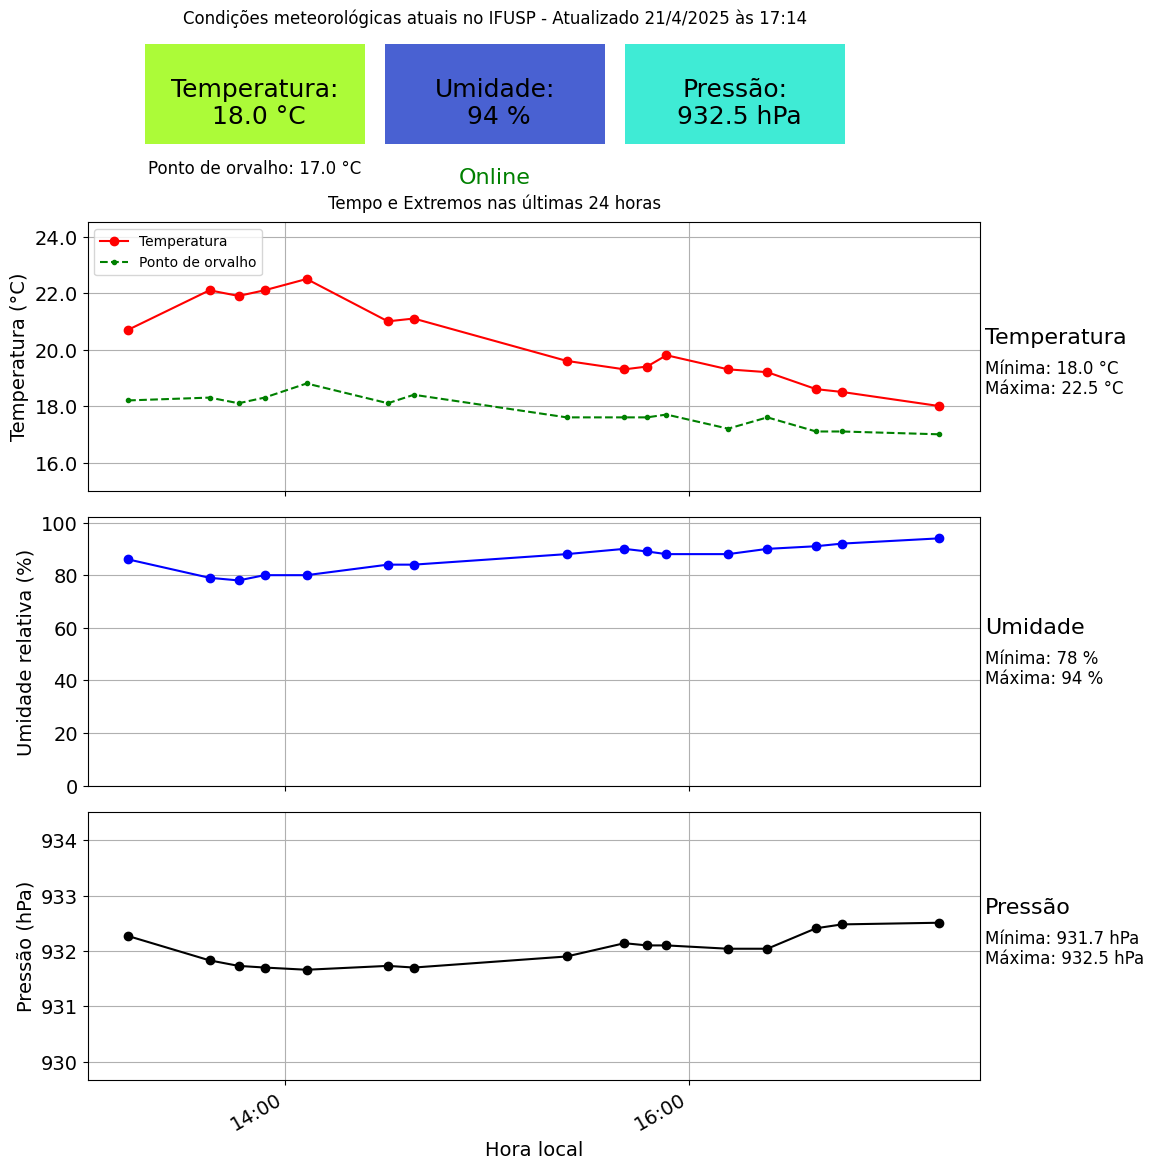 Condições meteorológicas atuais no IFUSP - Atualizado 21/4/2025 às 17:14
Temperatura:
18.0 °C
Umidade:
94 %
Pressão:
932.5 hPa
Ponto de orvalho: 17.0 °C
Online
Tempo e Extremos nas últimas 24 horas
Temperatura (°C)
24.0
22.0
20.0
18.0
16.0
Temperatura
Ponto de orvalho
Temperatura
Mínima: 18.0 °C
Máxima: 22.5 °C
Umidade relativa (%)
100
80
60
40
20
0
Umidade
Mínima: 78 %
Máxima: 94 %
Pressão (hPa)
934
933
932
931
930
Pressão
Mínima: 931.7 hPa
Máxima: 932.5 hPa
14:00
16:00
Hora local